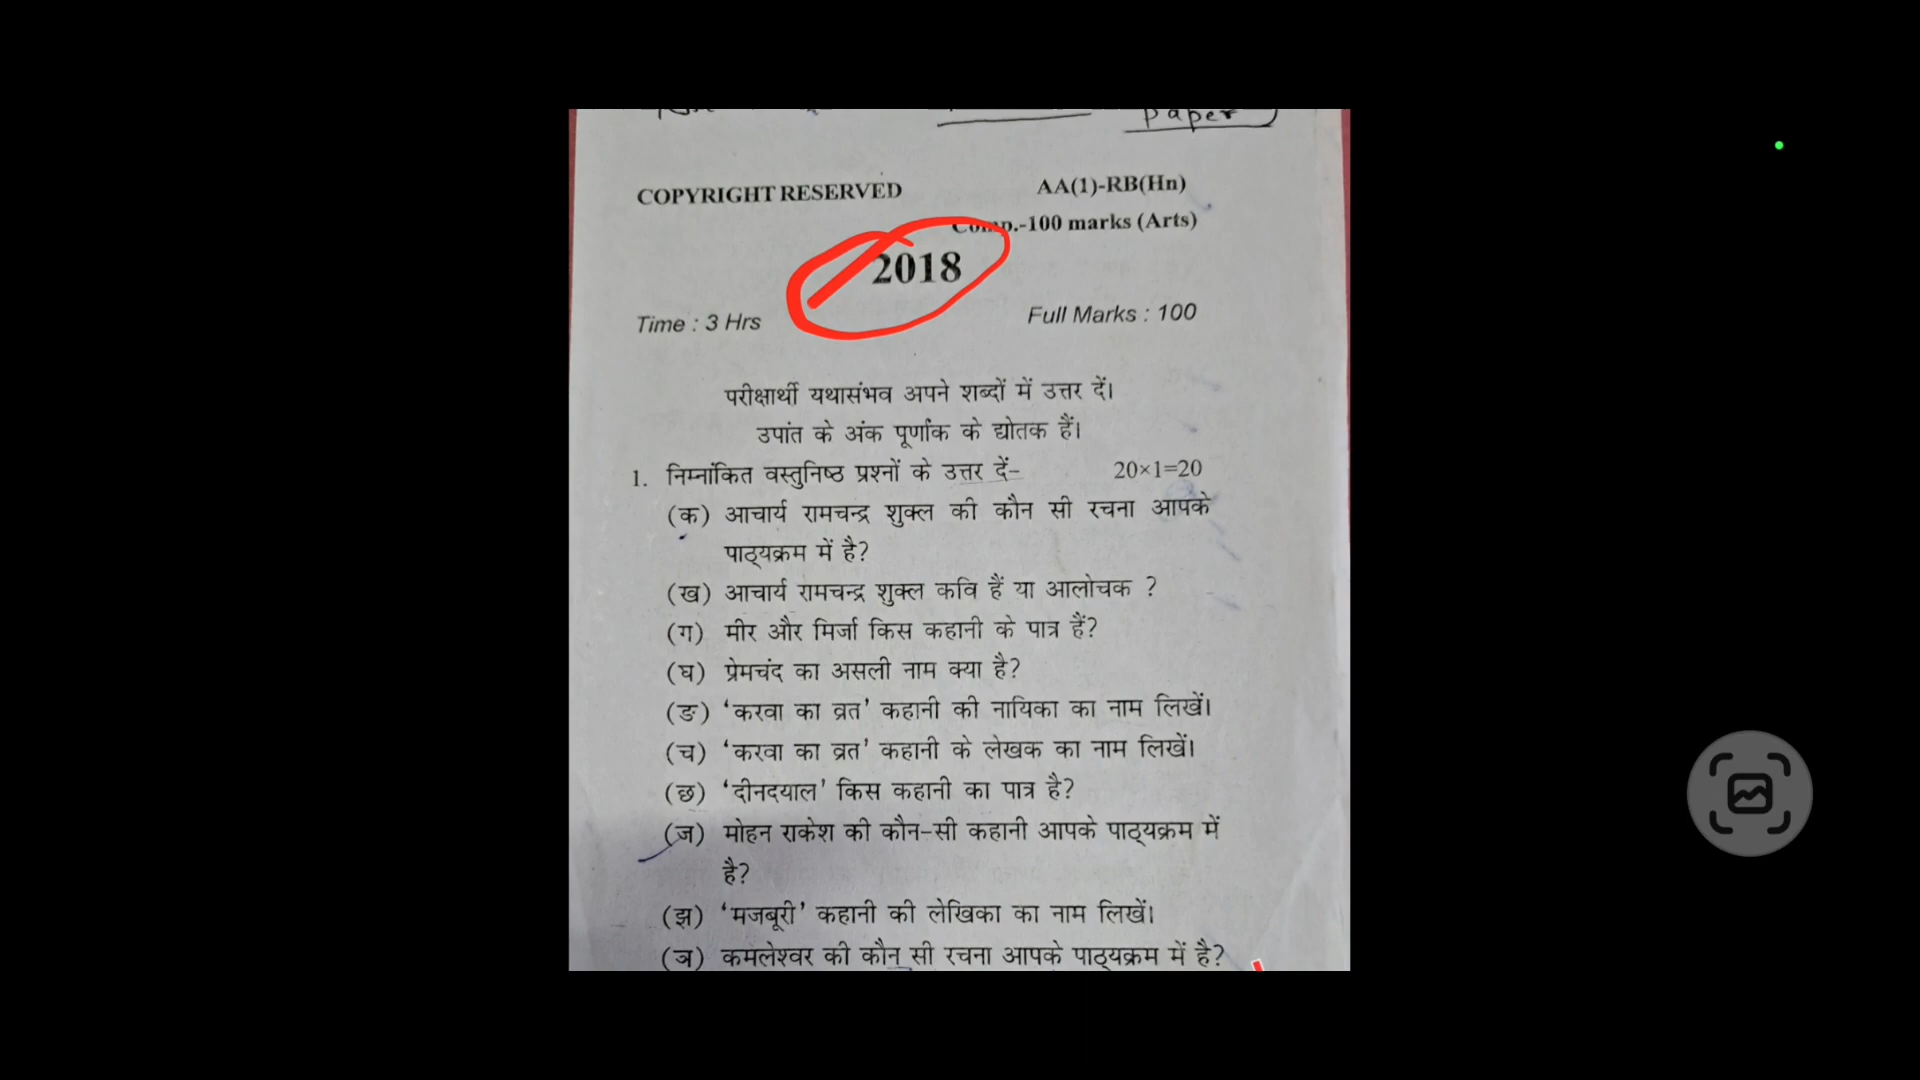 paper
COPYRIGHT RESERVED AA(1)-RB(Hn)
Comp.-100 marks (Arts)
2018
Time : 3 Hrs Full Marks : 100
परीक्षार्थी यथासंभव अपने शब्दों में उत्तर दें।
उपांत के अंक पूर्णांक के द्योतक हैं।
1. निम्नांकित वस्तुनिष्ठ प्रश्नों के उत्तर दें- 20×1=20
(क) आचार्य रामचन्द्र शुक्ल की कौन सी रचना आपके
पाठ्यक्रम में है?
(ख) आचार्य रामचन्द्र शुक्ल कवि हैं या आलोचक ?
(ग) मीर और मिर्जा किस कहानी के पात्र हैं?
(घ) प्रेमचंद का असली नाम क्या है?
(ङ) ‘करवा का व्रत’ कहानी की नायिका का नाम लिखें।
(च) ‘करवा का व्रत’ कहानी के लेखक का नाम लिखें।
(छ) ‘दीनदयाल’ किस कहानी का पात्र है?
(ज) मोहन राकेश की कौन-सी कहानी आपके पाठ्यक्रम में
है?
(झ) ‘मजबूरी’ कहानी की लेखिका का नाम लिखें।
(ञ) कमलेश्वर की कौन सी रचना आपके पाठ्यक्रम में है?